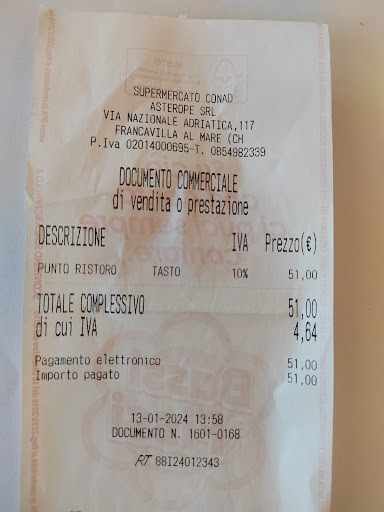 SUPERMERCATO CONAD
ASTEROPE SRL
VIA NAZIONALE ADRIATICA,117
FRANCAVILLA AL MARE (CH
P.Iva 02014000695-T. 0854982339
DOCUMENTO COMMERCIALE
di vendita o prestazione
DESCRIZIONE IVA Prezzo(€)
PUNTO RISTORO TASTO 10% 51,00
TOTALE COMPLESSIVO 51,00
di cui IVA 4,64
Pagamento elettronico 51,00
Importo pagato 51,00
13-01-2024 13:58
DOCUMENTO N. 1601-0168
RT 88I24012343